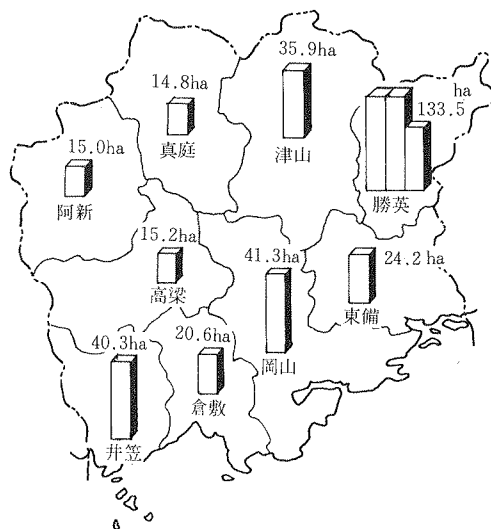 35.9ha
津山
14.8ha
真庭
ha
133.5
勝英
15.0ha
阿新
15.2ha
高梁
41.3ha
岡山
24.2ha
東備
40.3ha
井笠
20.6ha
倉敷